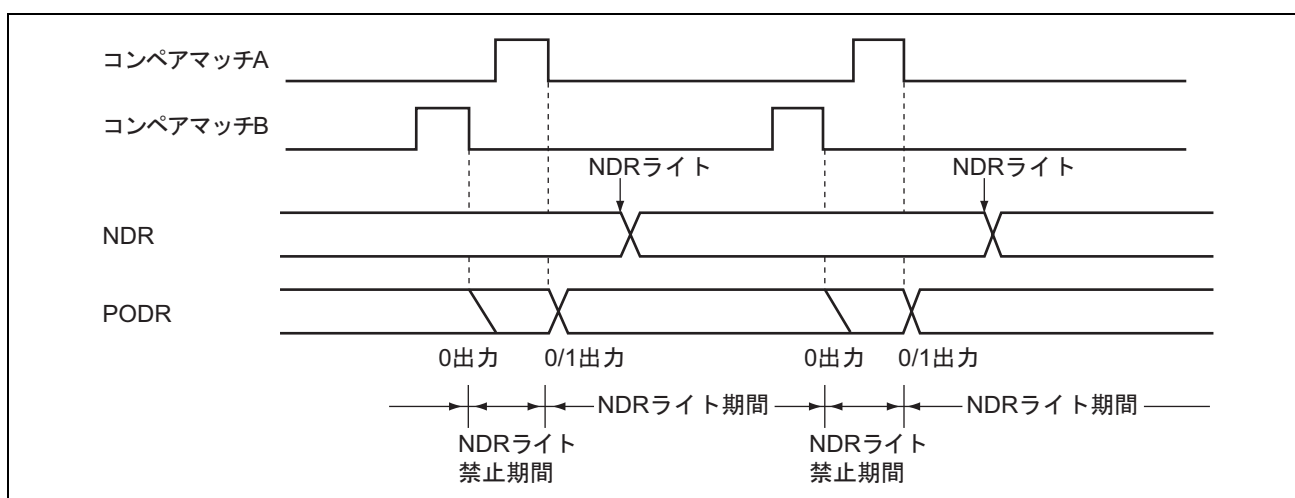 コンペアマッチA
コンペアマッチB
NDRライト
NDRライト
NDR
PODR
0出力
0/1出力
0出力
0/1出力
NDRライト期間
NDRライト期間
NDRライト
禁止期間
NDRライト
禁止期間